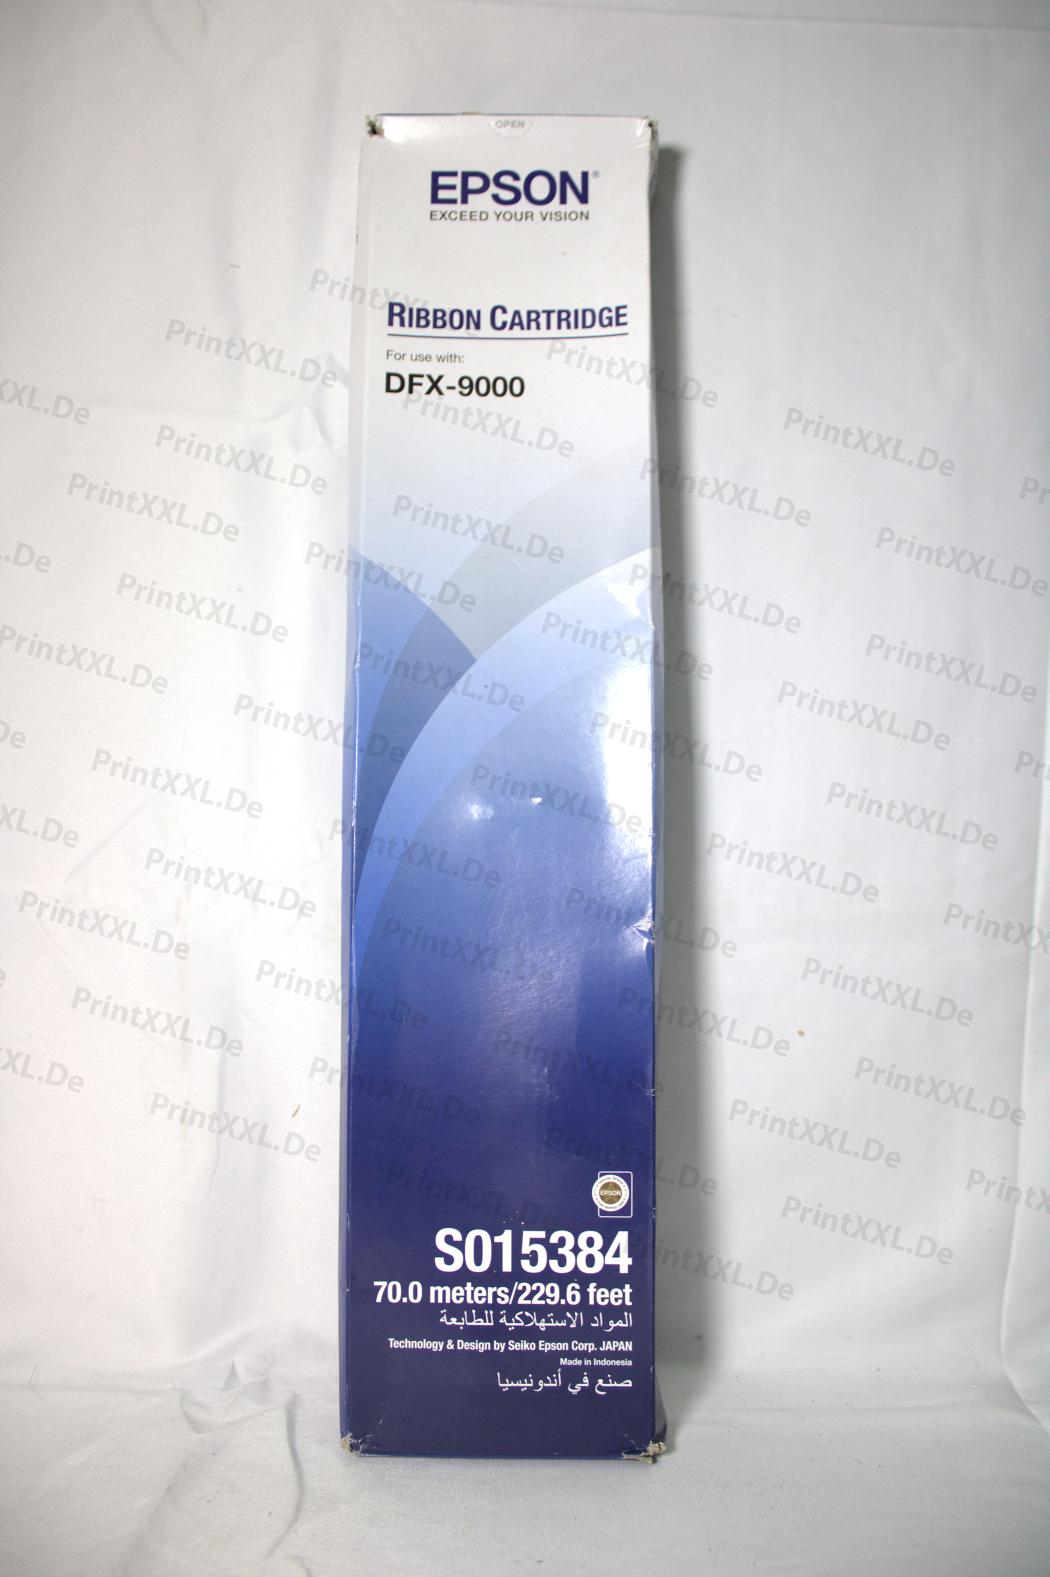 OPEN
EPSON®
EXCEED YOUR VISION
RIBBON CARTRIDGE
For use with:
DFX-9000
EPSON
S015384
70.0 meters/229.6 feet
المواد الاستهلاكية للطابعة
Technology & Design by Seiko Epson Corp. JAPAN
Made in Indonesia
صنع في أندونيسيا
PrintXXL.De